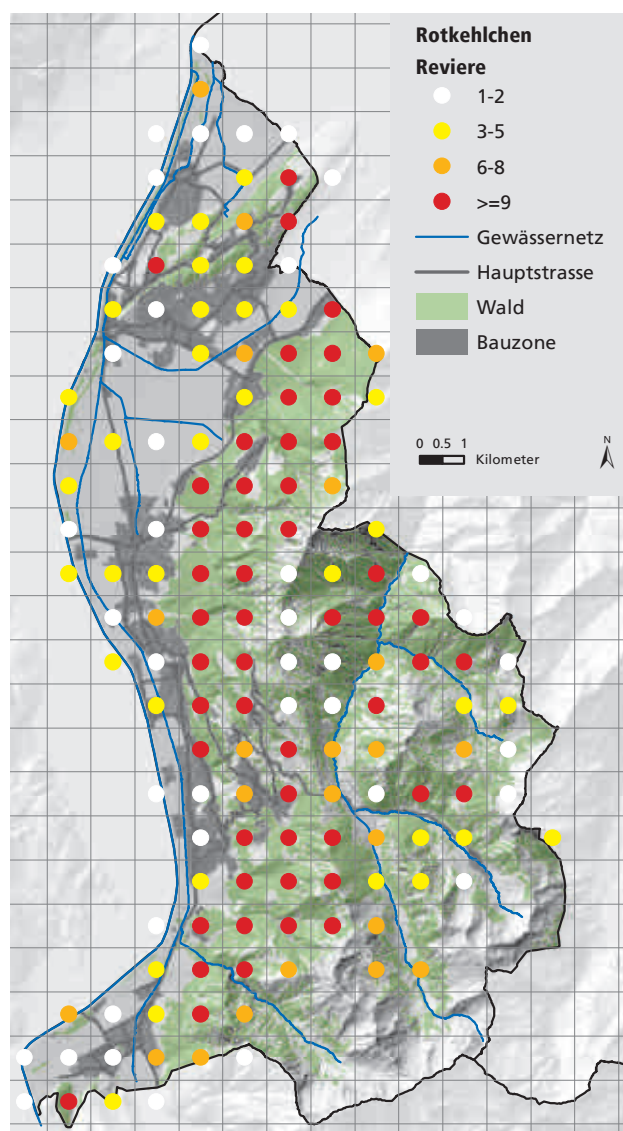 Rotkehlchen
Reviere
1-2
3-5
6-8
>=9
Gewässernetz
Hauptstrasse
Wald
Bauzone
0 0.5 1 Kilometer
N